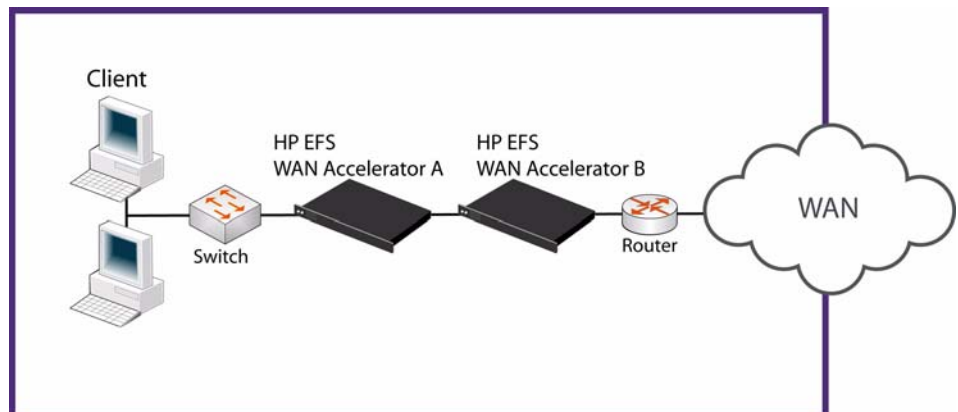 Client
HP EFS
WAN Accelerator A
HP EFS
WAN Accelerator B
Switch
Router
WAN